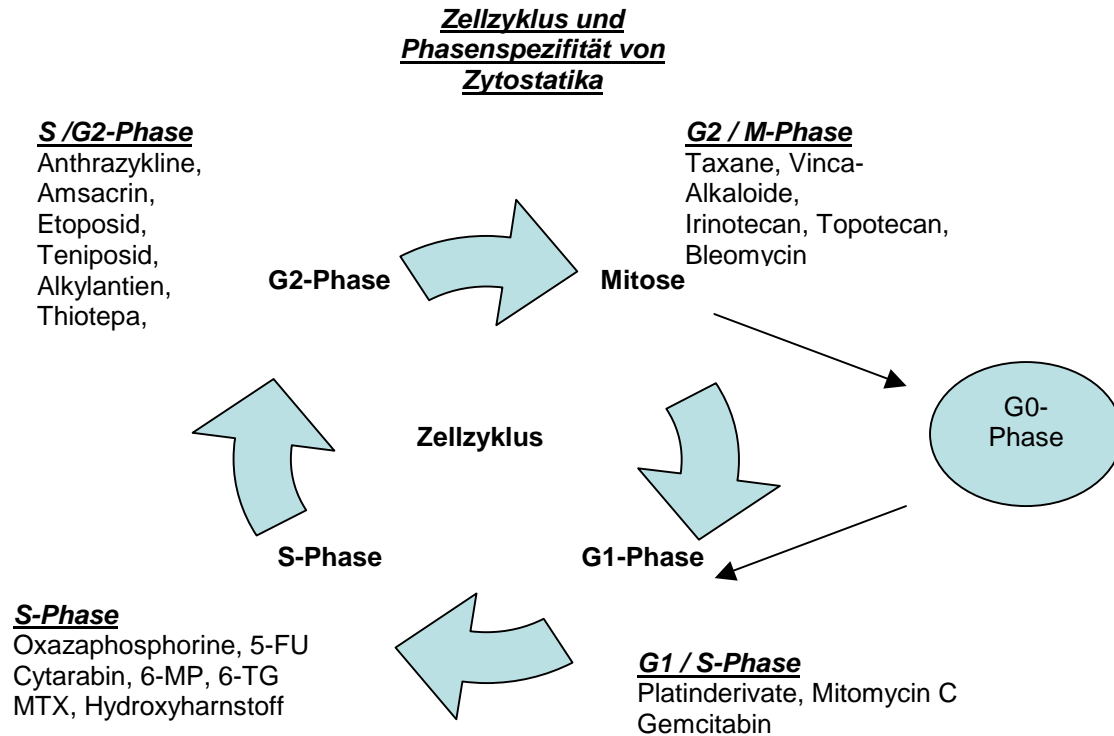 Zellzyklus und
Phasenspezifität von
Zytostatika
S /G2-Phase
Anthrazykline,
Amsacrin,
Etoposid,
Teniposid,
Alkylantien,
Thiotepa,
G2 / M-Phase
Taxane, Vinca-
Alkaloide,
Irinotecan, Topotecan,
Bleomycin
G2-Phase
Mitose
Zellzyklus
G0-
Phase
S-Phase
G1-Phase
S-Phase
Oxazaphosphorine, 5-FU
Cytarabin, 6-MP, 6-TG
MTX, Hydroxyharnstoff
G1 / S-Phase
Platinderivate, Mitomycin C
Gemcitabin